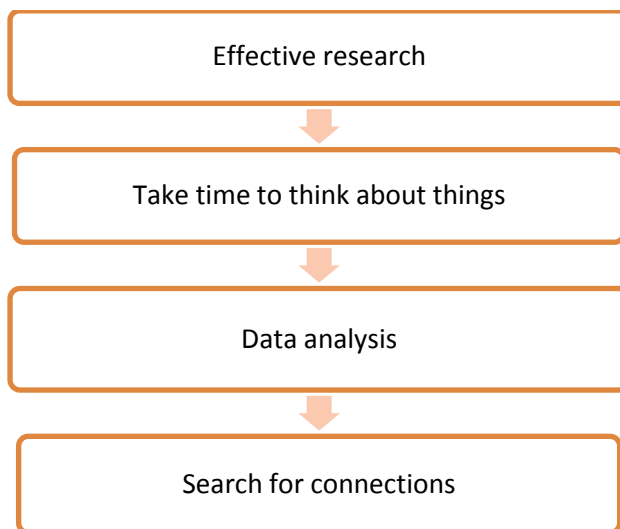 Effective research
Take time to think about things
Data analysis
Search for connections